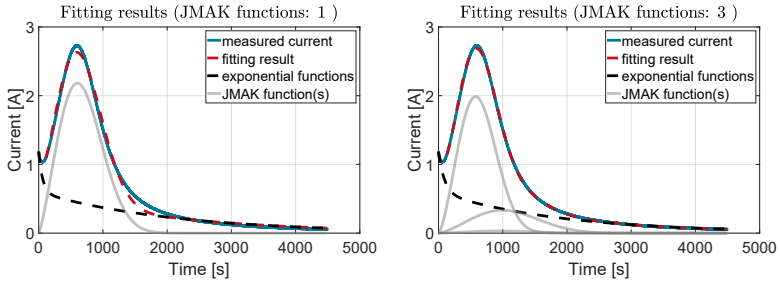 Fitting results (JMAK functions: 1 )
3
2
1
0
Current [A]
measured current
fitting result
exponential functions
JMAK function(s)
0 1000 2000 3000 4000 5000
Time [s]
Fitting results (JMAK functions: 3 )
3
2
1
0
Current [A]
measured current
fitting result
exponential functions
JMAK function(s)
0 1000 2000 3000 4000 5000
Time [s]